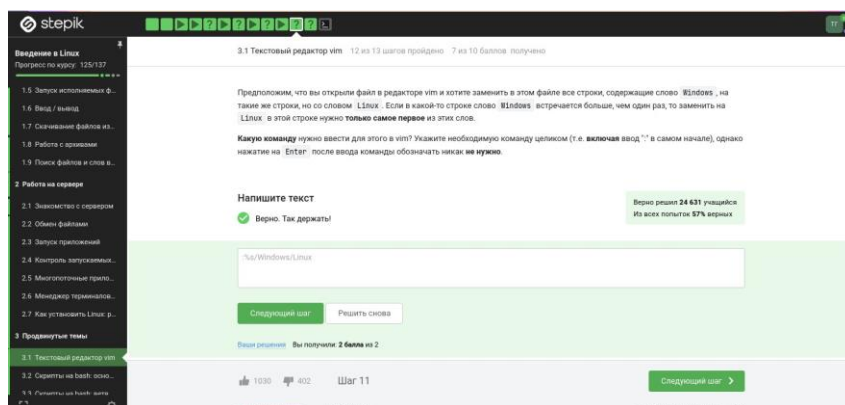 stepik
Введение в Linux
Прогресс по курсу: 125/137
1.5 Запуск исполняемых ф...
1.6 Ввод / вывод
1.7 Скачивание файлов из...
1.8 Работа с архивами
1.9 Поиск файлов и слов в...
2 Работа на сервере
2.1 Знакомство с сервером
2.2 Обмен файлами
2.3 Запуск приложений
2.4 Контроль запускаемых...
2.5 Многопоточные прило...
2.6 Менеджер терминалов...
2.7 Как установить Linux: р...
3 Продвинутые темы
3.1 Текстовый редактор vim
3.2 Скрипты на bash: осно...
3.3 Скрипты на bash: ветв...
3.1 Текстовый редактор vim 12 из 13 шагов пройдено 7 из 10 баллов получено
Предположим, что вы открыли файл в редакторе vim и хотите заменить в этом файле все строки, содержащие слово Windows, на
такие же строки, но со словом Linux. Если в какой-то строке слово Windows встречается больше, чем один раз, то заменить на
Linux в этой строке нужно только самое первое из этих слов.
Какую команду нужно ввести для этого в vim? Укажите необходимую команду целиком (т.е. включая ввод ":" в самом начале), однако
нажатие на Enter после ввода команды обозначать никак не нужно.
Напишите текст
Верно. Так держать!
Верно решил 24 631 учащийся
Из всех попыток 57% верных
:%s/Windows/Linux
Следующий шаг
Решить снова
Ваши решения Вы получили: 2 балла из 2
1030 402 Шаг 11
Следующий шаг